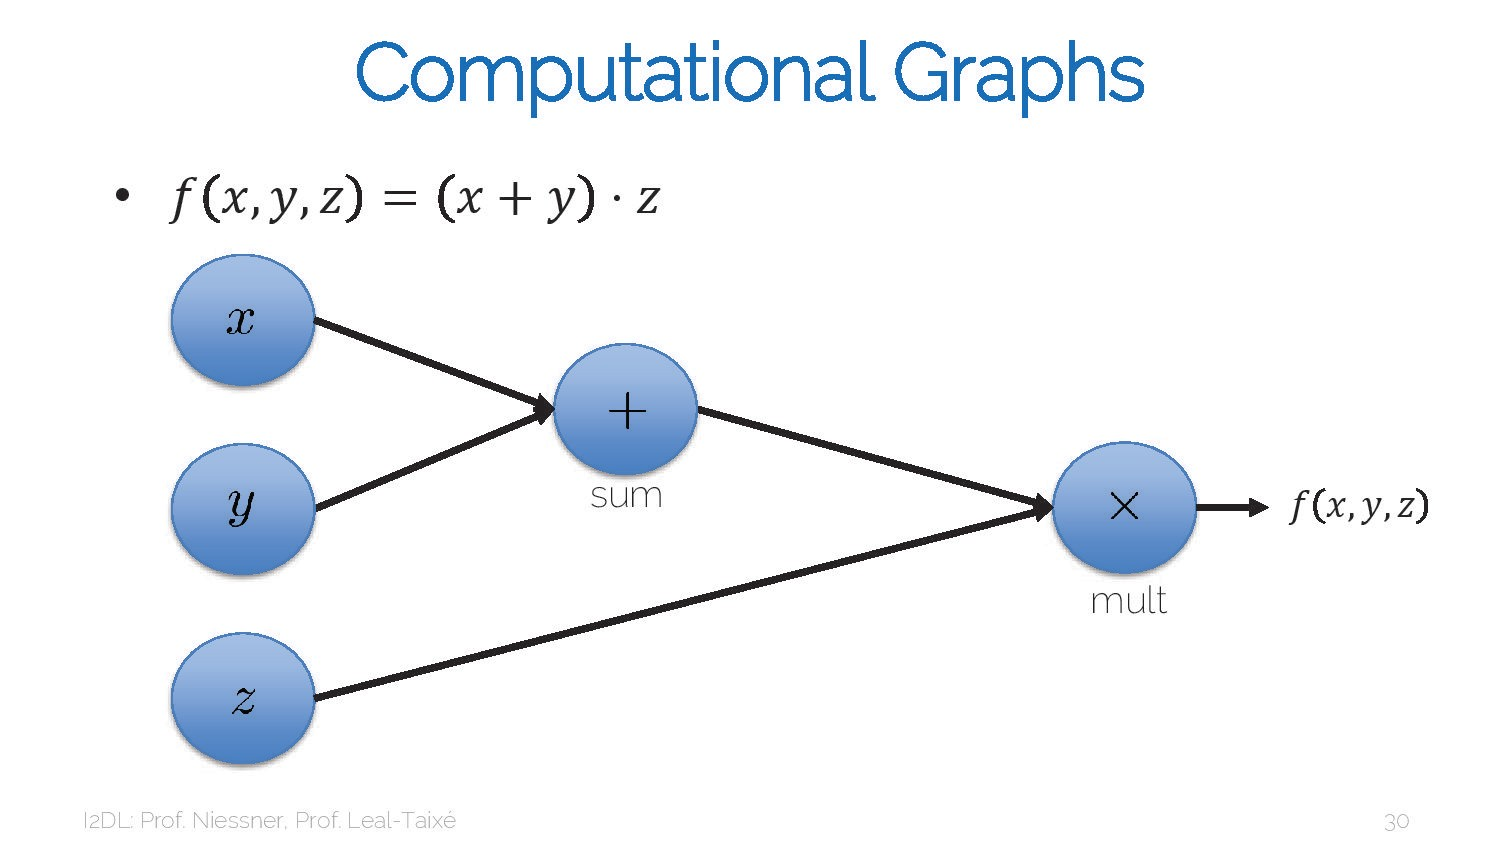 Computational Graphs
• f(x, y, z) = (x + y) · z
x
+
sum
y
×
f(x, y, z)
mult
z
I2DL: Prof. Niessner, Prof. Leal-Taixé
30